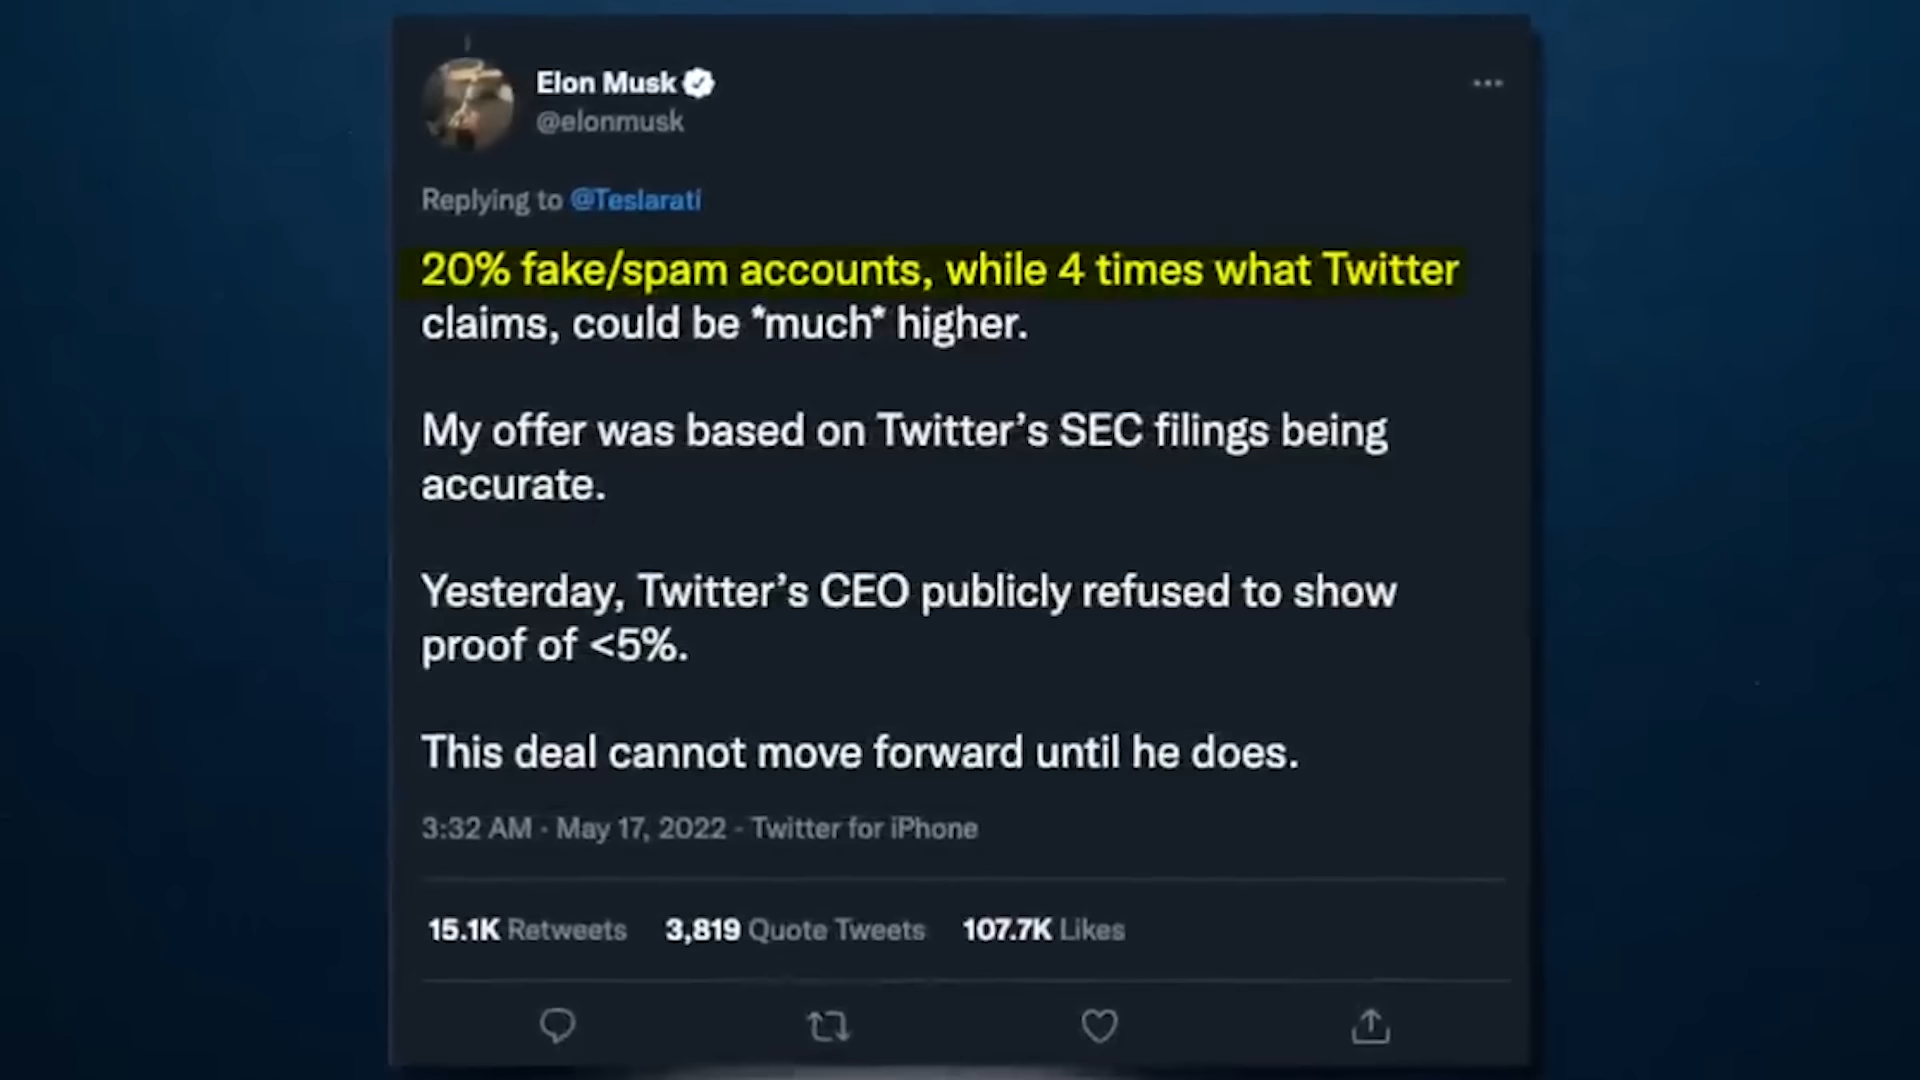 Elon Musk
@elonmusk
Replying to @Teslarati
20% fake/spam accounts, while 4 times what Twitter
claims, could be *much* higher.
My offer was based on Twitter’s SEC filings being
accurate.
Yesterday, Twitter’s CEO publicly refused to show
proof of <5%.
This deal cannot move forward until he does.
3:32 AM · May 17, 2022 · Twitter for iPhone
15.1K Retweets 3,819 Quote Tweets 107.7K Likes